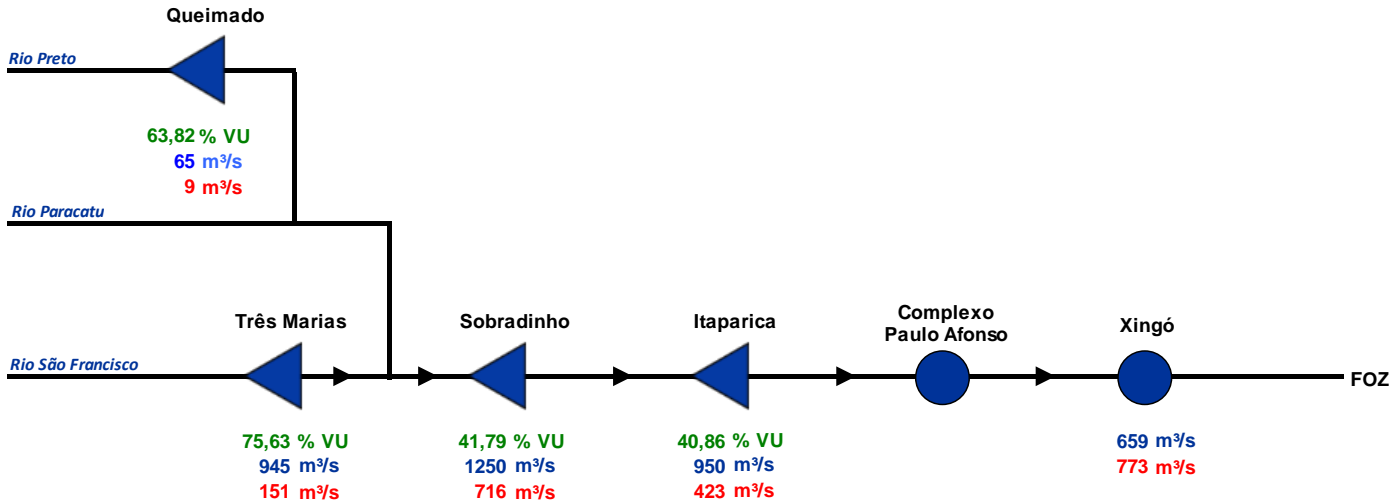 Queimado
Rio Preto
63,82 % VU
65 m³/s
9 m³/s
Rio Paracatu
Três Marias
Sobradinho
Itaparica
Complexo
Paulo Afonso
Xingó
Rio São Francisco
FOZ
75,63 % VU
945 m³/s
151 m³/s
41,79 % VU
1250 m³/s
716 m³/s
40,86 % VU
950 m³/s
423 m³/s
659 m³/s
773 m³/s